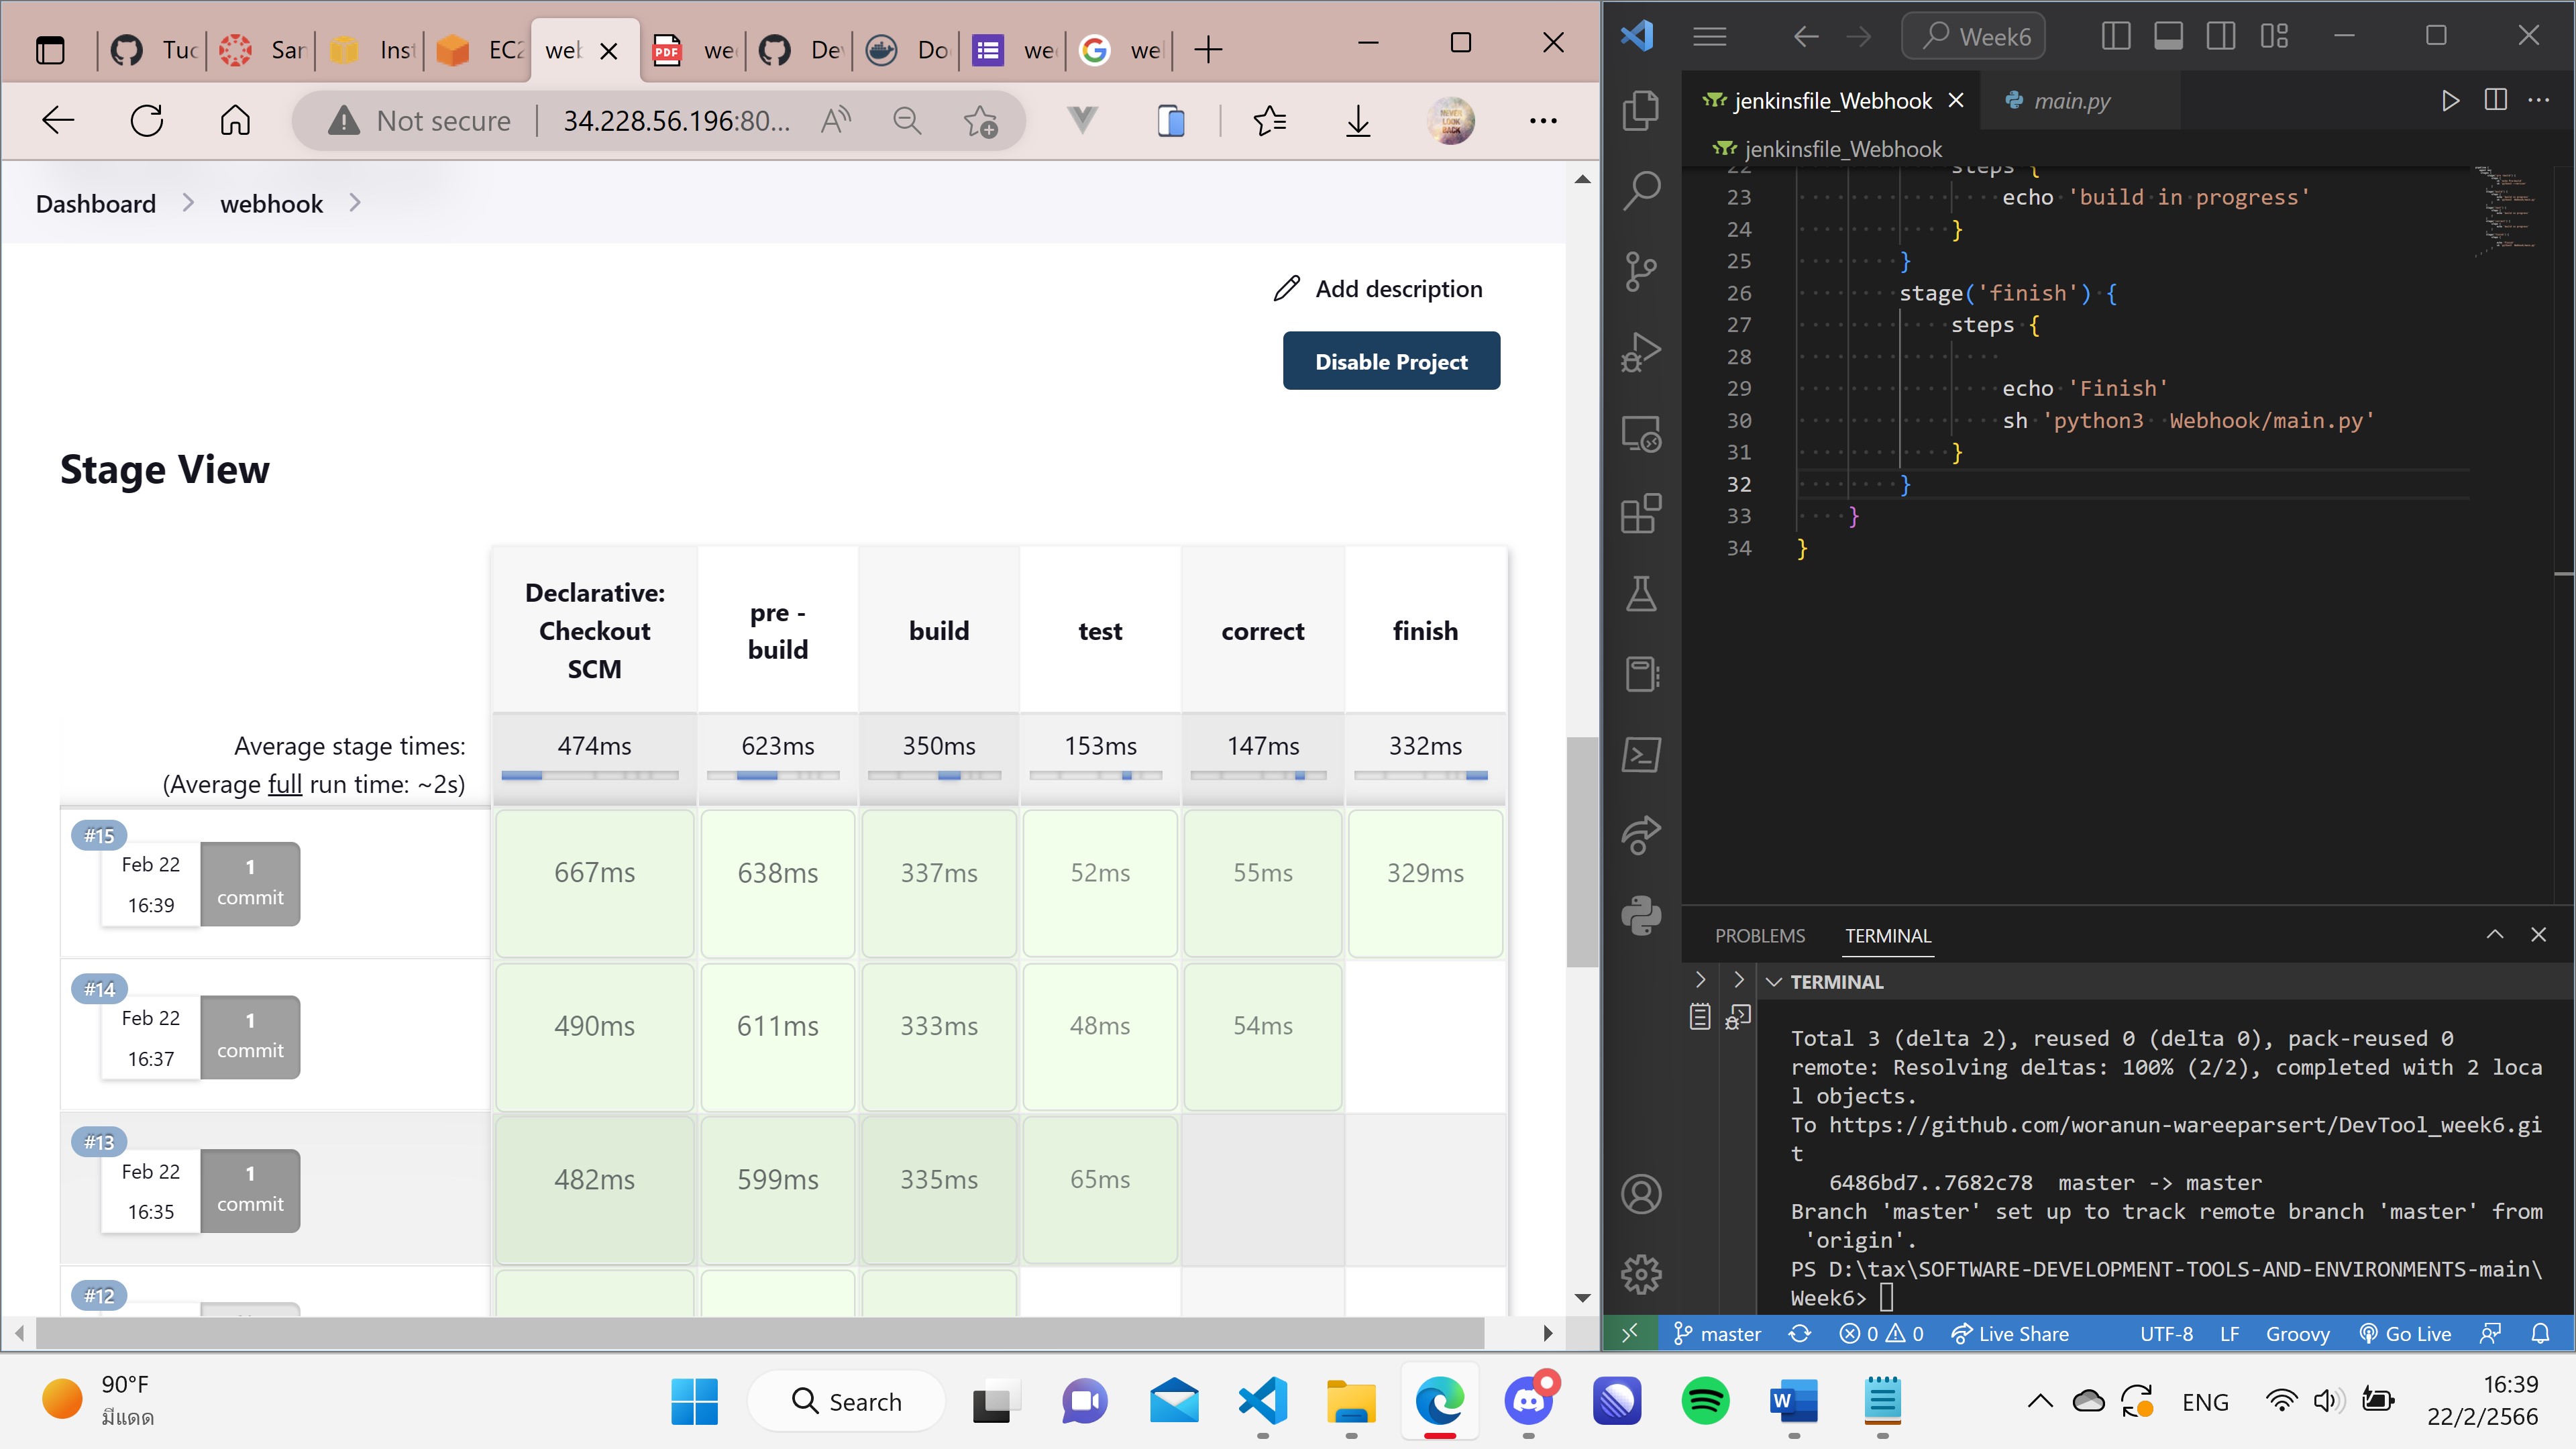 Tuc
San
Inst
EC2
web
PDF
we
Dev
Do
we
we
Not secure
34.228.56.196:80...
NEVER LOOK BACK
Dashboard
webhook
Add description
Disable Project
Stage View
Declarative: Checkout SCM
pre - build
build
test
correct
finish
Average stage times:
(Average full run time: ~2s)
474ms
623ms
350ms
153ms
147ms
332ms
#15
Feb 22
16:39
1
commit
667ms
638ms
337ms
52ms
55ms
329ms
#14
Feb 22
16:37
1
commit
490ms
611ms
333ms
48ms
54ms
#13
Feb 22
16:35
1
commit
482ms
599ms
335ms
65ms
#12
Week6
jenkinsfile_Webhook
main.py
jenkinsfile_Webhook
22 steps {
23 echo 'build in progress'
24 }
25 }
26 stage('finish') {
27 steps {
28
29 echo 'Finish'
30 sh 'python3  Webhook/main.py'
31 }
32 }
33 }
34 }
PROBLEMS
TERMINAL
TERMINAL
Total 3 (delta 2), reused 0 (delta 0), pack-reused 0
remote: Resolving deltas: 100% (2/2), completed with 2 loca
l objects.
To https://github.com/woranun-wareeparsert/DevTool_week6.gi
t
6486bd7..7682c78  master -> master
Branch 'master' set up to track remote branch 'master' from
'origin'.
PS D:\tax\SOFTWARE-DEVELOPMENT-TOOLS-AND-ENVIRONMENTS-main\
Week6>
master
0
0
Live Share
UTF-8
LF
Groovy
Go Live
90°F
มีแดด
Search
ENG
16:39
22/2/2566